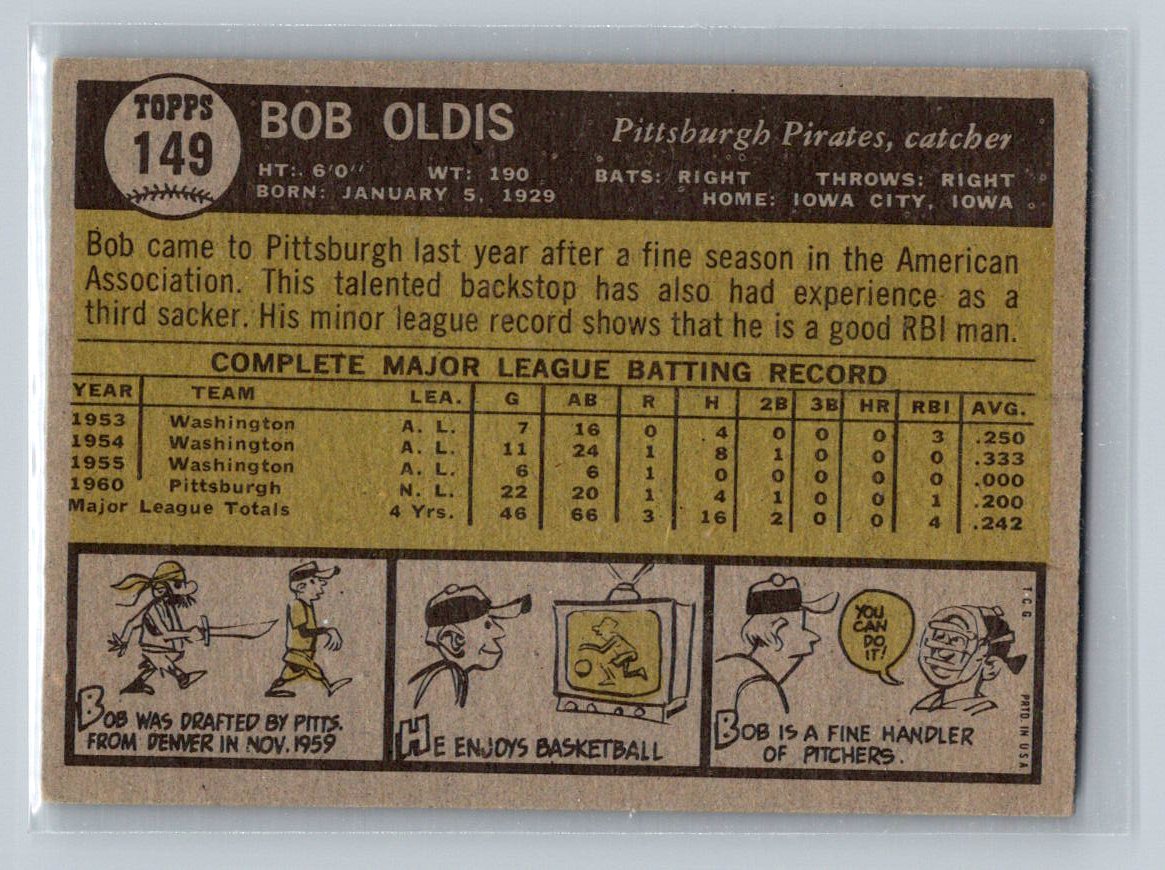 TOPPS
149
BOB OLDIS
Pittsburgh Pirates, catcher
HT: 6'0" WT: 190 BATS: RIGHT THROWS: RIGHT
BORN: JANUARY 5, 1929 HOME: IOWA CITY, IOWA
Bob came to Pittsburgh last year after a fine season in the American
Association. This talented backstop has also had experience as a
third sacker. His minor league record shows that he is a good RBI man.
COMPLETE MAJOR LEAGUE BATTING RECORD
YEAR TEAM LEA. G AB R H 2B 3B HR RBI AVG.
1953 Washington A. L. 7 16 0 4 0 0 0 3 .250
1954 Washington A. L. 11 24 1 8 1 0 0 0 .333
1955 Washington A. L. 6 6 1 0 0 0 0 0 .000
1960 Pittsburgh N. L. 22 20 1 4 1 0 0 1 .200
Major League Totals 4 Yrs. 46 66 3 16 2 0 0 4 .242
BOB WAS DRAFTED BY PITTS.
FROM DENVER IN NOV. 1959
HE ENJOYS BASKETBALL
YOU
CAN
DO
IT!
BOB IS A FINE HANDLER
OF PITCHERS.
T.C.G.
PRTD. IN U.S.A.